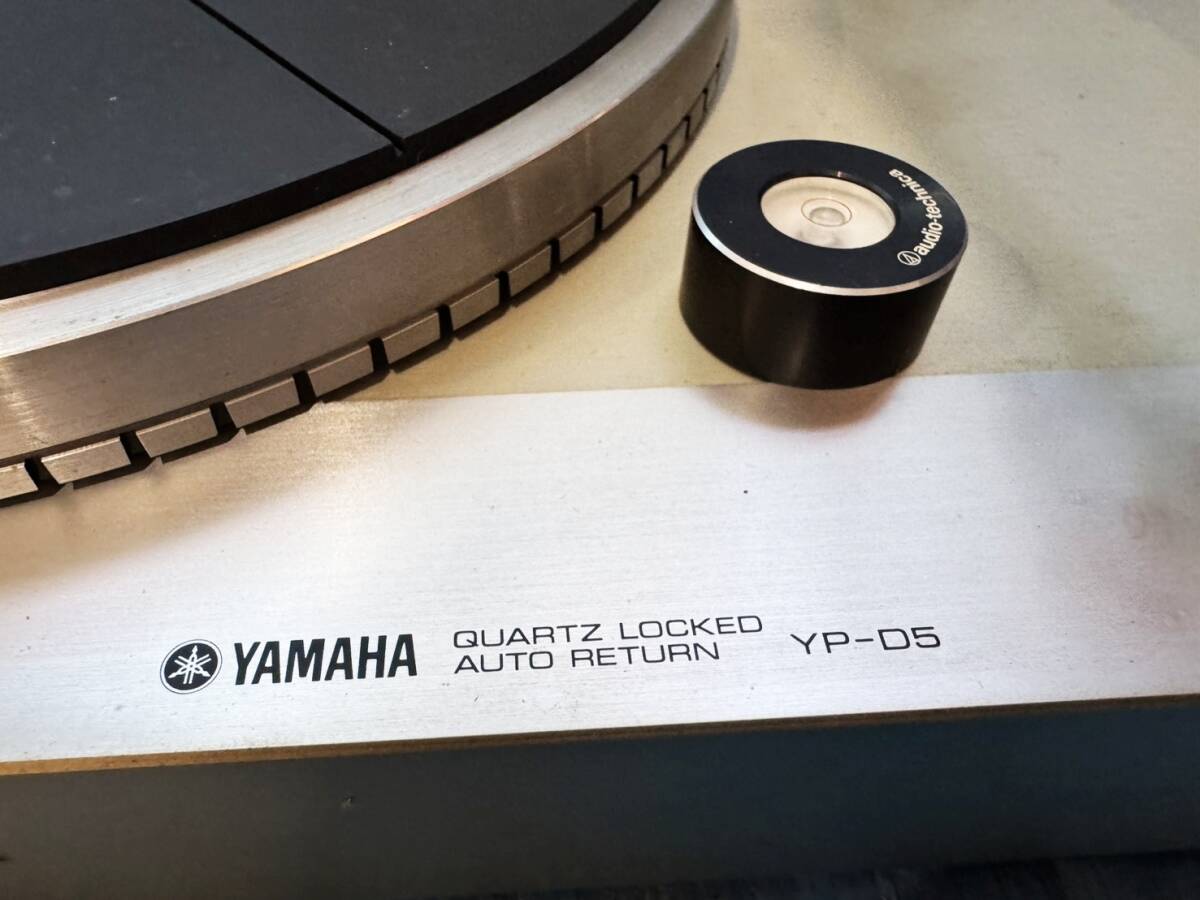 audio-technica
YAMAHA
QUARTZ LOCKED
AUTO RETURN
YP-D5